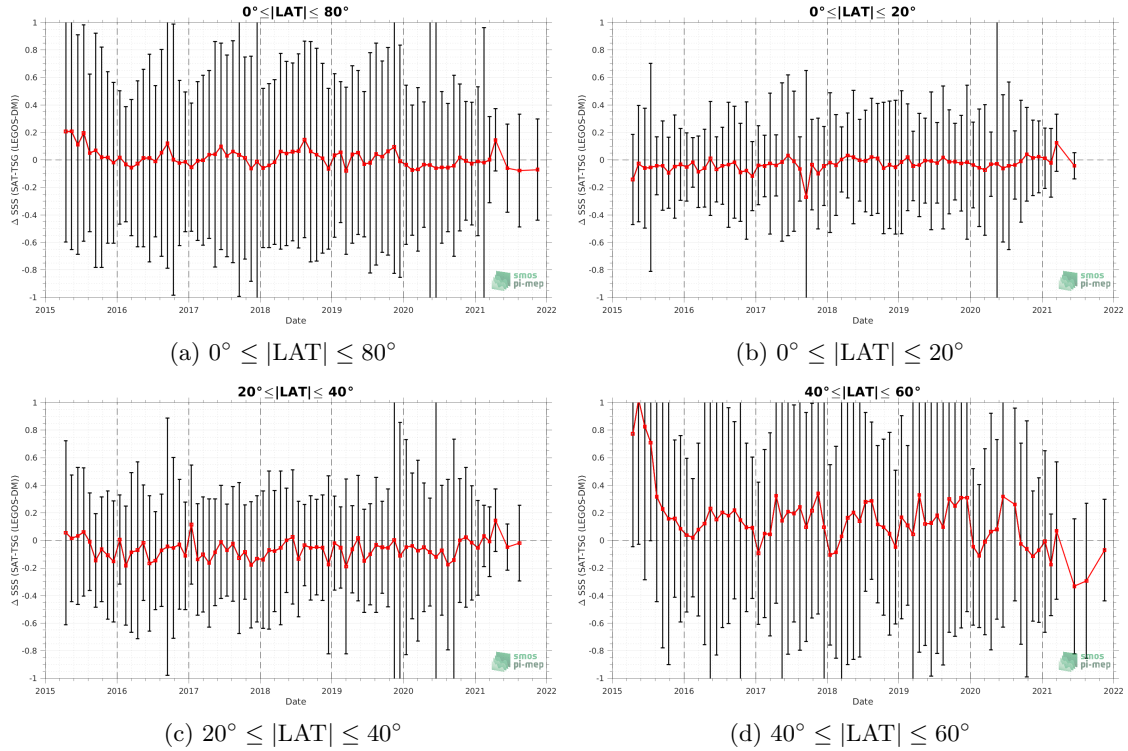 0°≤|LAT|≤ 80°
Δ SSS (SAT-TSG (LEGOS-DM))
1
0.8
0.6
0.4
0.2
0
-0.2
-0.4
-0.6
-0.8
-1
2015 2016 2017 2018 2019 2020 2021 2022
Date
smos
pi-mep
(a) 0° ≤ |LAT| ≤ 80°
0°≤|LAT|≤ 20°
Δ SSS (SAT-TSG (LEGOS-DM))
1
0.8
0.6
0.4
0.2
0
-0.2
-0.4
-0.6
-0.8
-1
2015 2016 2017 2018 2019 2020 2021 2022
Date
smos
pi-mep
(b) 0° ≤ |LAT| ≤ 20°
20°≤|LAT|≤ 40°
Δ SSS (SAT-TSG (LEGOS-DM))
1
0.8
0.6
0.4
0.2
0
-0.2
-0.4
-0.6
-0.8
-1
2015 2016 2017 2018 2019 2020 2021 2022
Date
smos
pi-mep
(c) 20° ≤ |LAT| ≤ 40°
40°≤|LAT|≤ 60°
Δ SSS (SAT-TSG (LEGOS-DM))
1
0.8
0.6
0.4
0.2
0
-0.2
-0.4
-0.6
-0.8
-1
2015 2016 2017 2018 2019 2020 2021 2022
Date
smos
pi-mep
(d) 40° ≤ |LAT| ≤ 60°